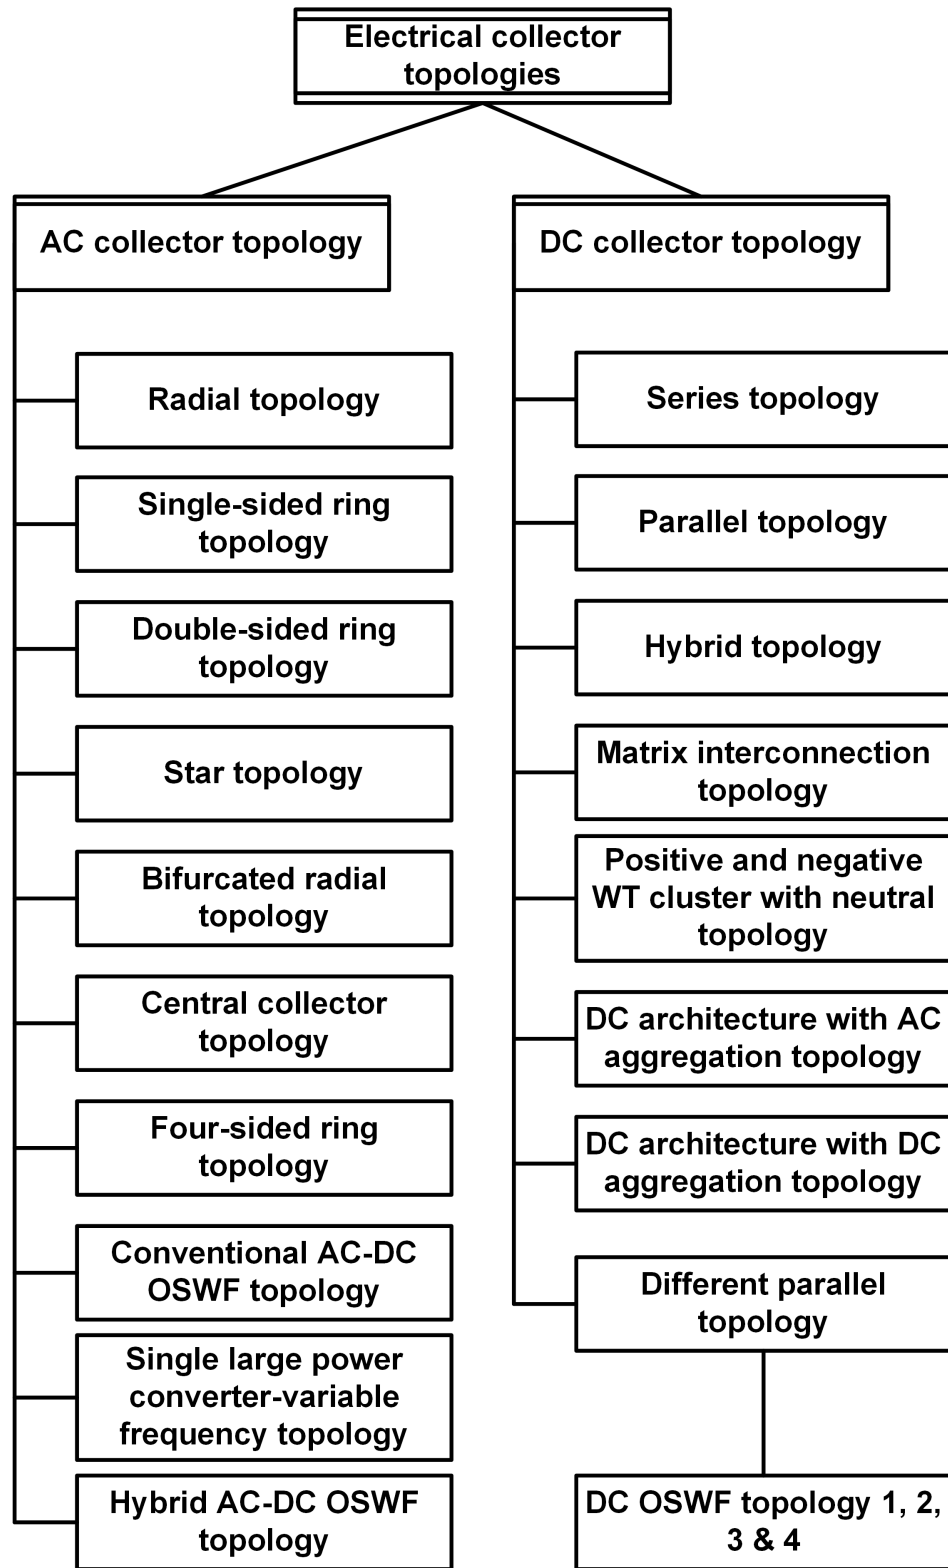 Electrical collector
topologies
AC collector topology
Radial topology
Single-sided ring
topology
Double-sided ring
topology
Star topology
Bifurcated radial
topology
Central collector
topology
Four-sided ring
topology
Conventional AC-DC
OSWF topology
Single large power
converter-variable
frequency topology
Hybrid AC-DC OSWF
topology
DC collector topology
Series topology
Parallel topology
Hybrid topology
Matrix interconnection
topology
Positive and negative
WT cluster with neutral
topology
DC architecture with AC
aggregation topology
DC architecture with DC
aggregation topology
Different parallel
topology
DC OSWF topology 1, 2,
3 & 4